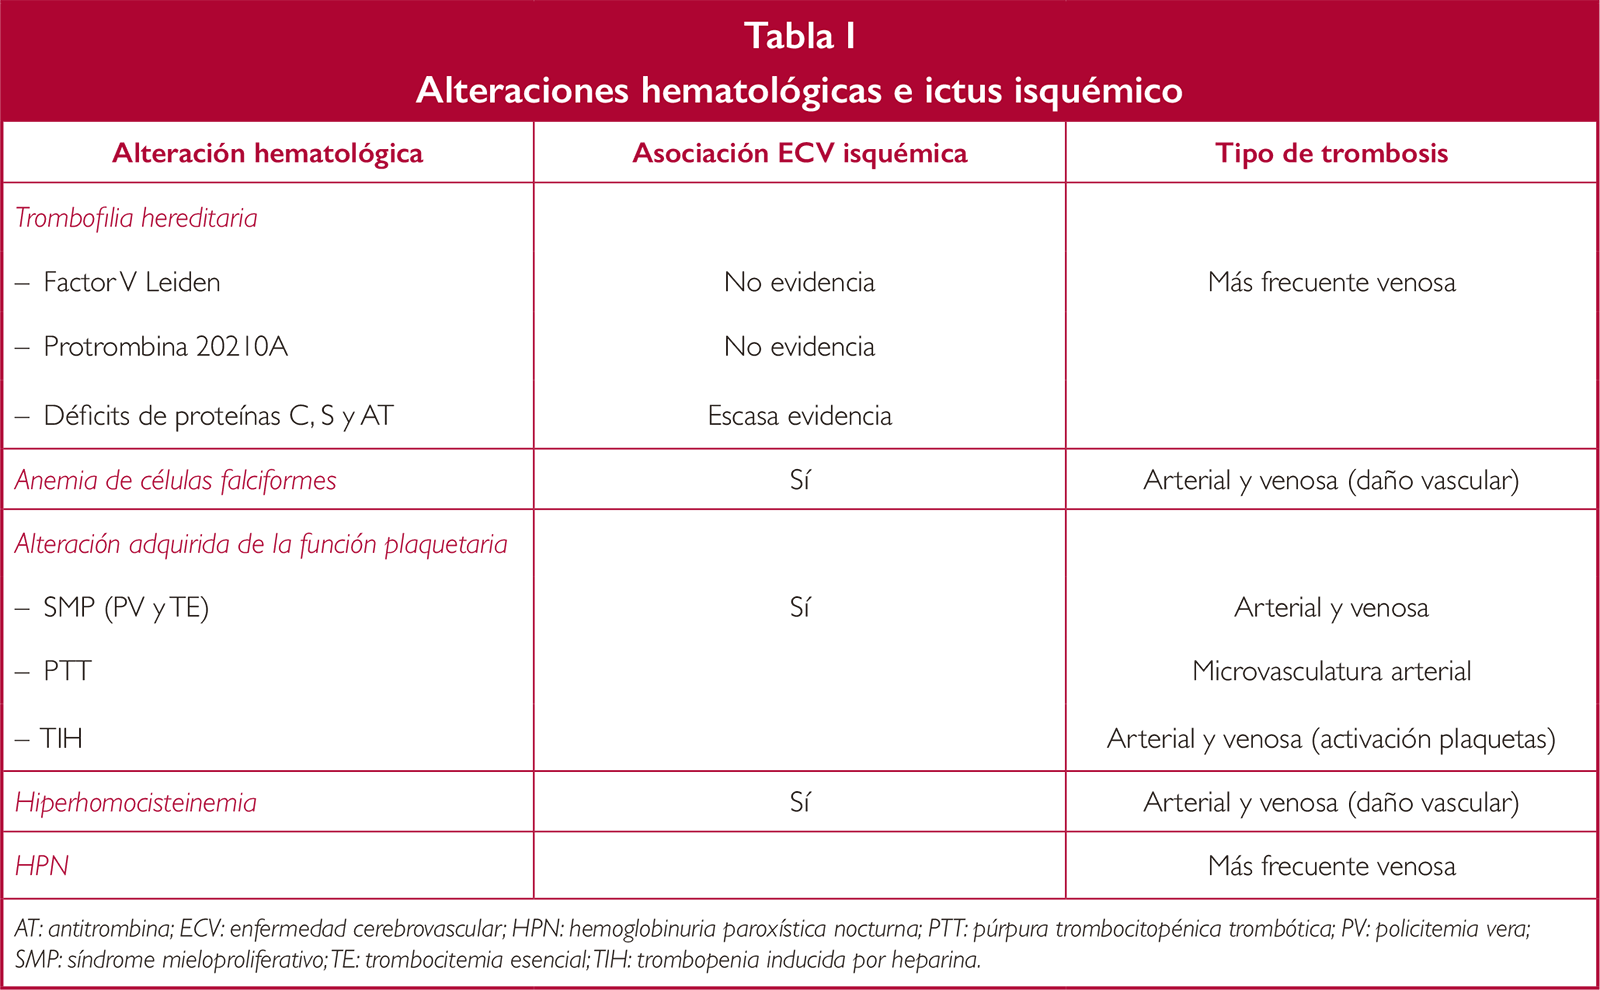 Tabla I
Alteraciones hematológicas e ictus isquémico
Alteración hematológica Asociación ECV isquémica Tipo de trombosis
Trombofilia hereditaria
– Factor V Leiden No evidencia Más frecuente venosa
– Protrombina 20210A No evidencia
– Déficits de proteínas C, S y AT Escasa evidencia
Anemia de células falciformes Sí Arterial y venosa (daño vascular)
Alteración adquirida de la función plaquetaria
– SMP (PV y TE) Sí Arterial y venosa
– PTT Microvasculatura arterial
– TIH Arterial y venosa (activación plaquetas)
Hiperhomocisteinemia Sí Arterial y venosa (daño vascular)
HPN Más frecuente venosa
AT: antitrombina; ECV: enfermedad cerebrovascular; HPN: hemoglobinuria paroxística nocturna; PTT: púrpura trombocitopénica trombótica; PV: policitemia vera;
SMP: síndrome mieloproliferativo; TE: trombocitemia esencial; TIH: trombopenia inducida por heparina.